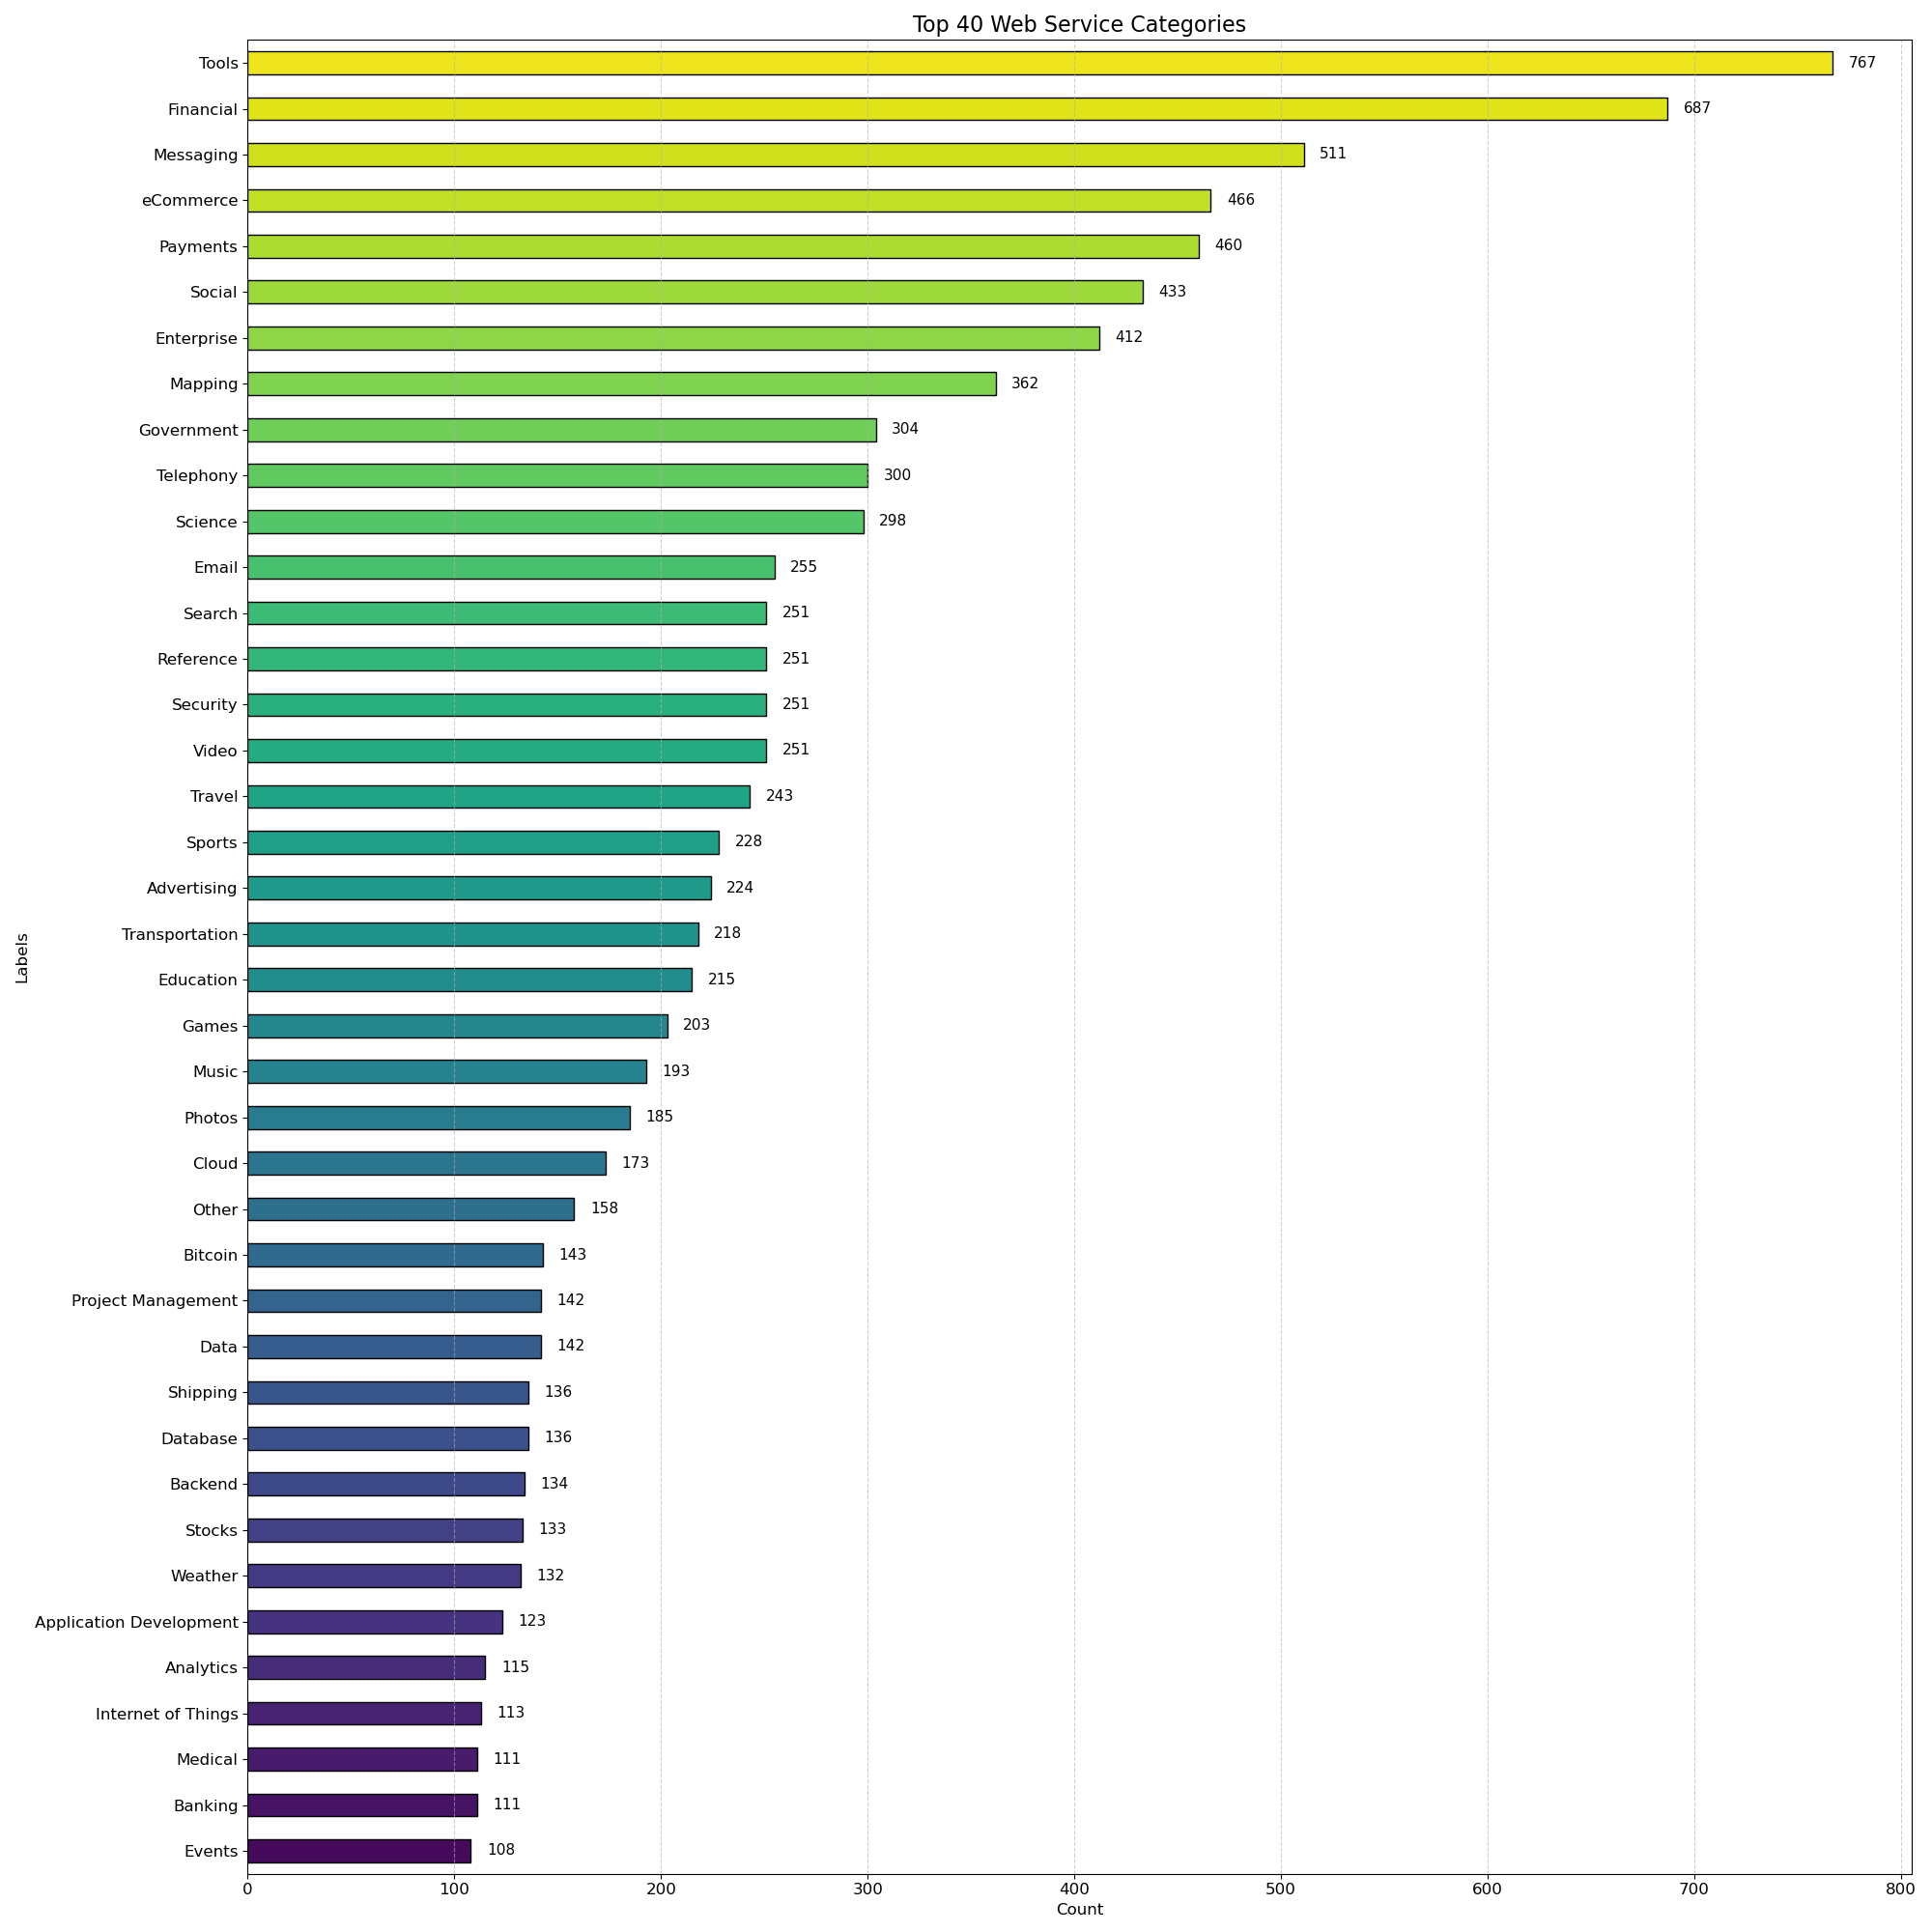 Top 40 Web Service Categories
Tools 767
Financial 687
Messaging 511
eCommerce 466
Payments 460
Social 433
Enterprise 412
Mapping 362
Government 304
Telephony 300
Science 298
Email 255
Search 251
Reference 251
Security 251
Video 251
Travel 243
Sports 228
Advertising 224
Transportation 218
Education 215
Games 203
Music 193
Photos 185
Cloud 173
Other 158
Bitcoin 143
Project Management 142
Data 142
Shipping 136
Database 136
Backend 134
Stocks 133
Weather 132
Application Development 123
Analytics 115
Internet of Things 113
Medical 111
Banking 111
Events 108
0 100 200 300 400 500 600 700 800
Count
Labels